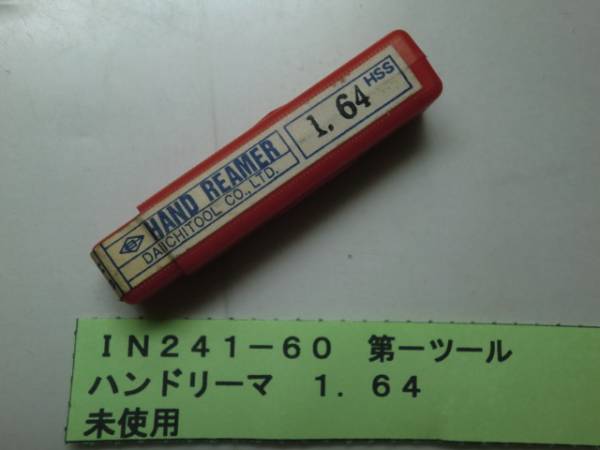 HAND REAMER
DAIICHITOOL CO.,LTD.
1.64
HSS
IN241-60 第一ツール
ハンドリーマ 1.64
未使用